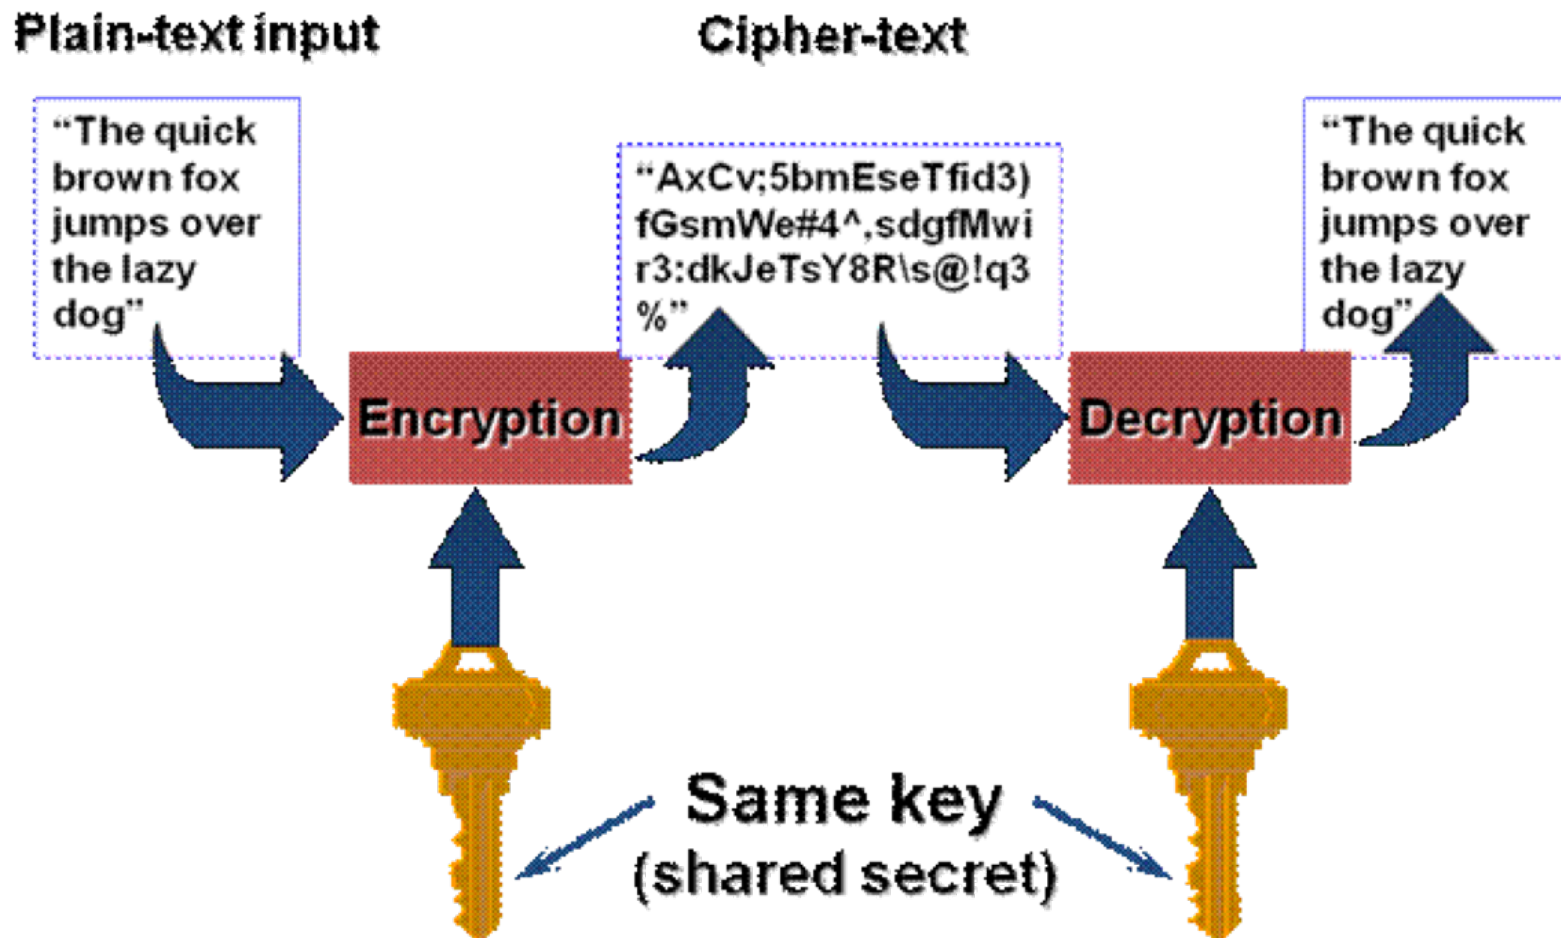 Plain-text input
Cipher-text
“The quick
brown fox
jumps over
the lazy
dog”
“AxCv;5bmEseTfid3)
fGsmWe#4^,sdgfMwi
r3:dkJeTsY8R\s@!q3
%”
“The quick
brown fox
jumps over
the lazy
dog”
Encryption
Decryption
Same key
(shared secret)